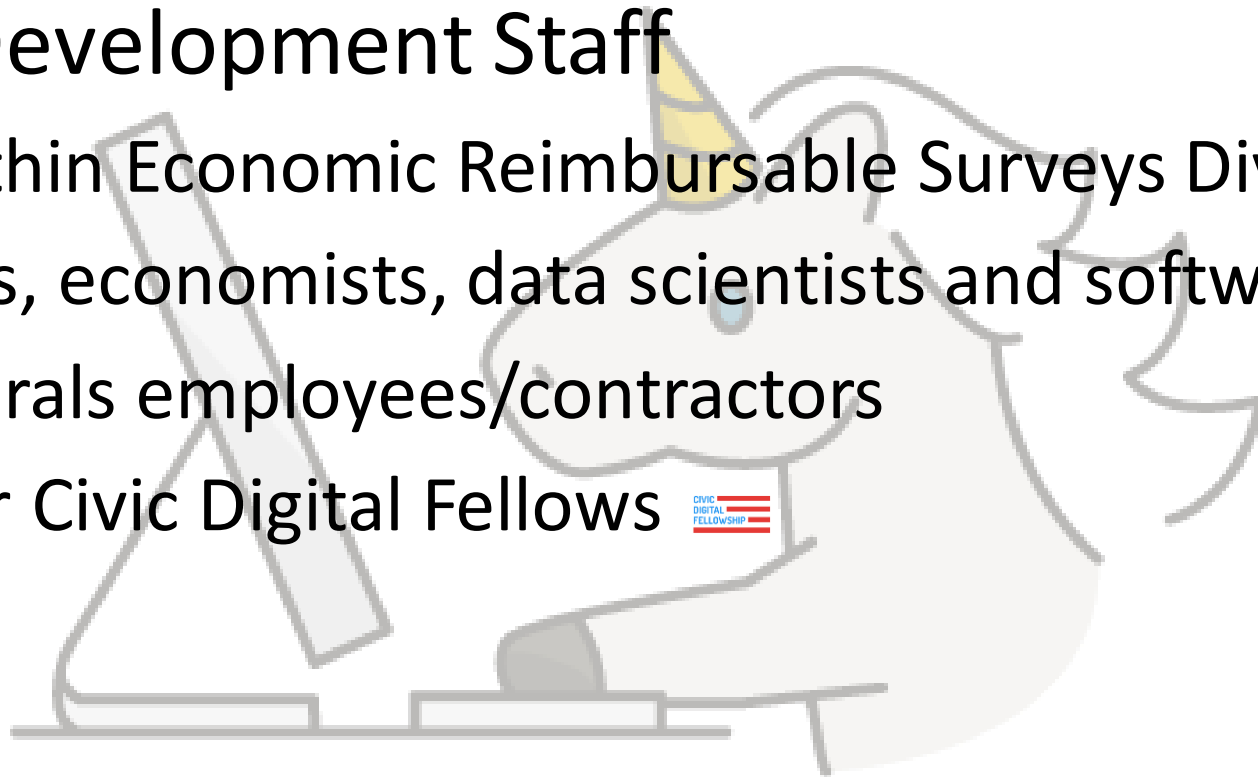 evelopment Staff
thin Economic Reimbursable Surveys Div
s, economists, data scientists and softw
rals employees/contractors
r Civic Digital Fellows
CIVIC
DIGITAL
FELLOWSHIP